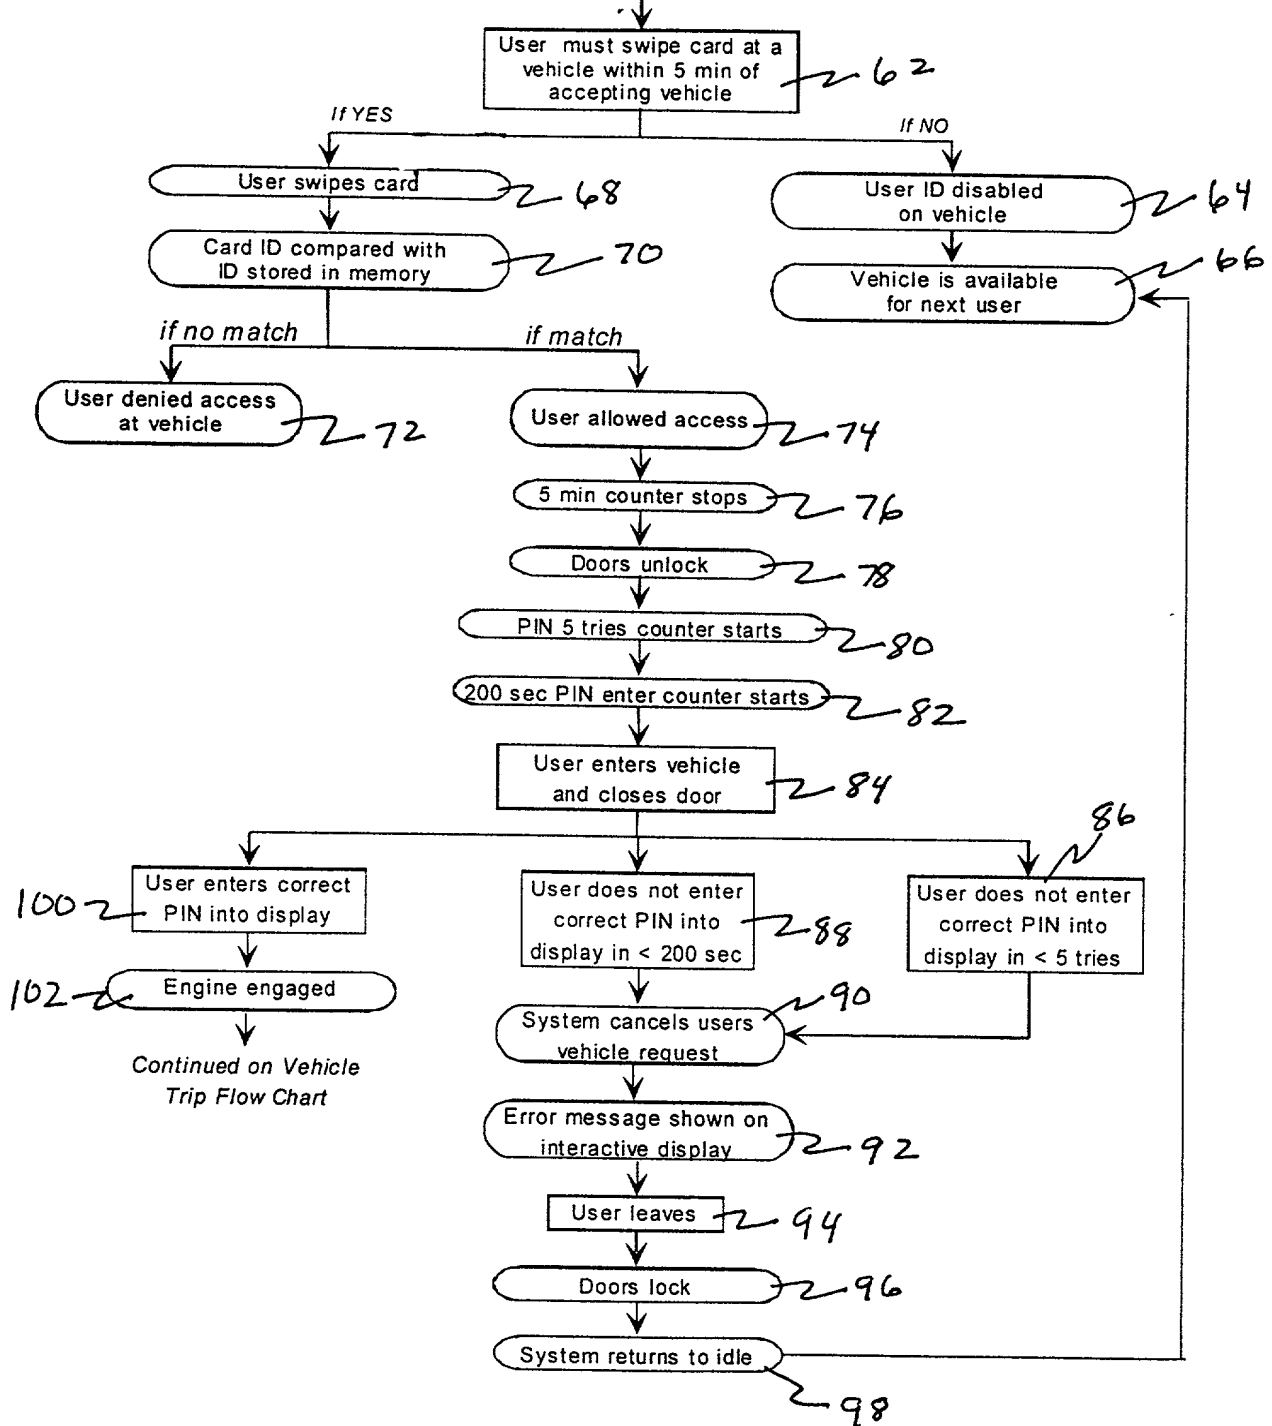 User must swipe card at a
vehicle within 5 min of
accepting vehicle
62
If YES
If NO
User swipes card
68
User ID disabled
on vehicle
64
Card ID compared with
ID stored in memory
70
Vehicle is available
for next user
66
if no match
if match
User denied access
at vehicle
72
User allowed access
74
5 min counter stops
76
Doors unlock
78
PIN 5 tries counter starts
80
200 sec PIN enter counter starts
82
User enters vehicle
and closes door
84
User enters correct
PIN into display
100
User does not enter
correct PIN into
display in < 200 sec
88
86
User does not enter
correct PIN into
display in < 5 tries
Engine engaged
102
Continued on Vehicle
Trip Flow Chart
System cancels users
vehicle request
90
Error message shown on
interactive display
92
User leaves
94
Doors lock
96
System returns to idle
98